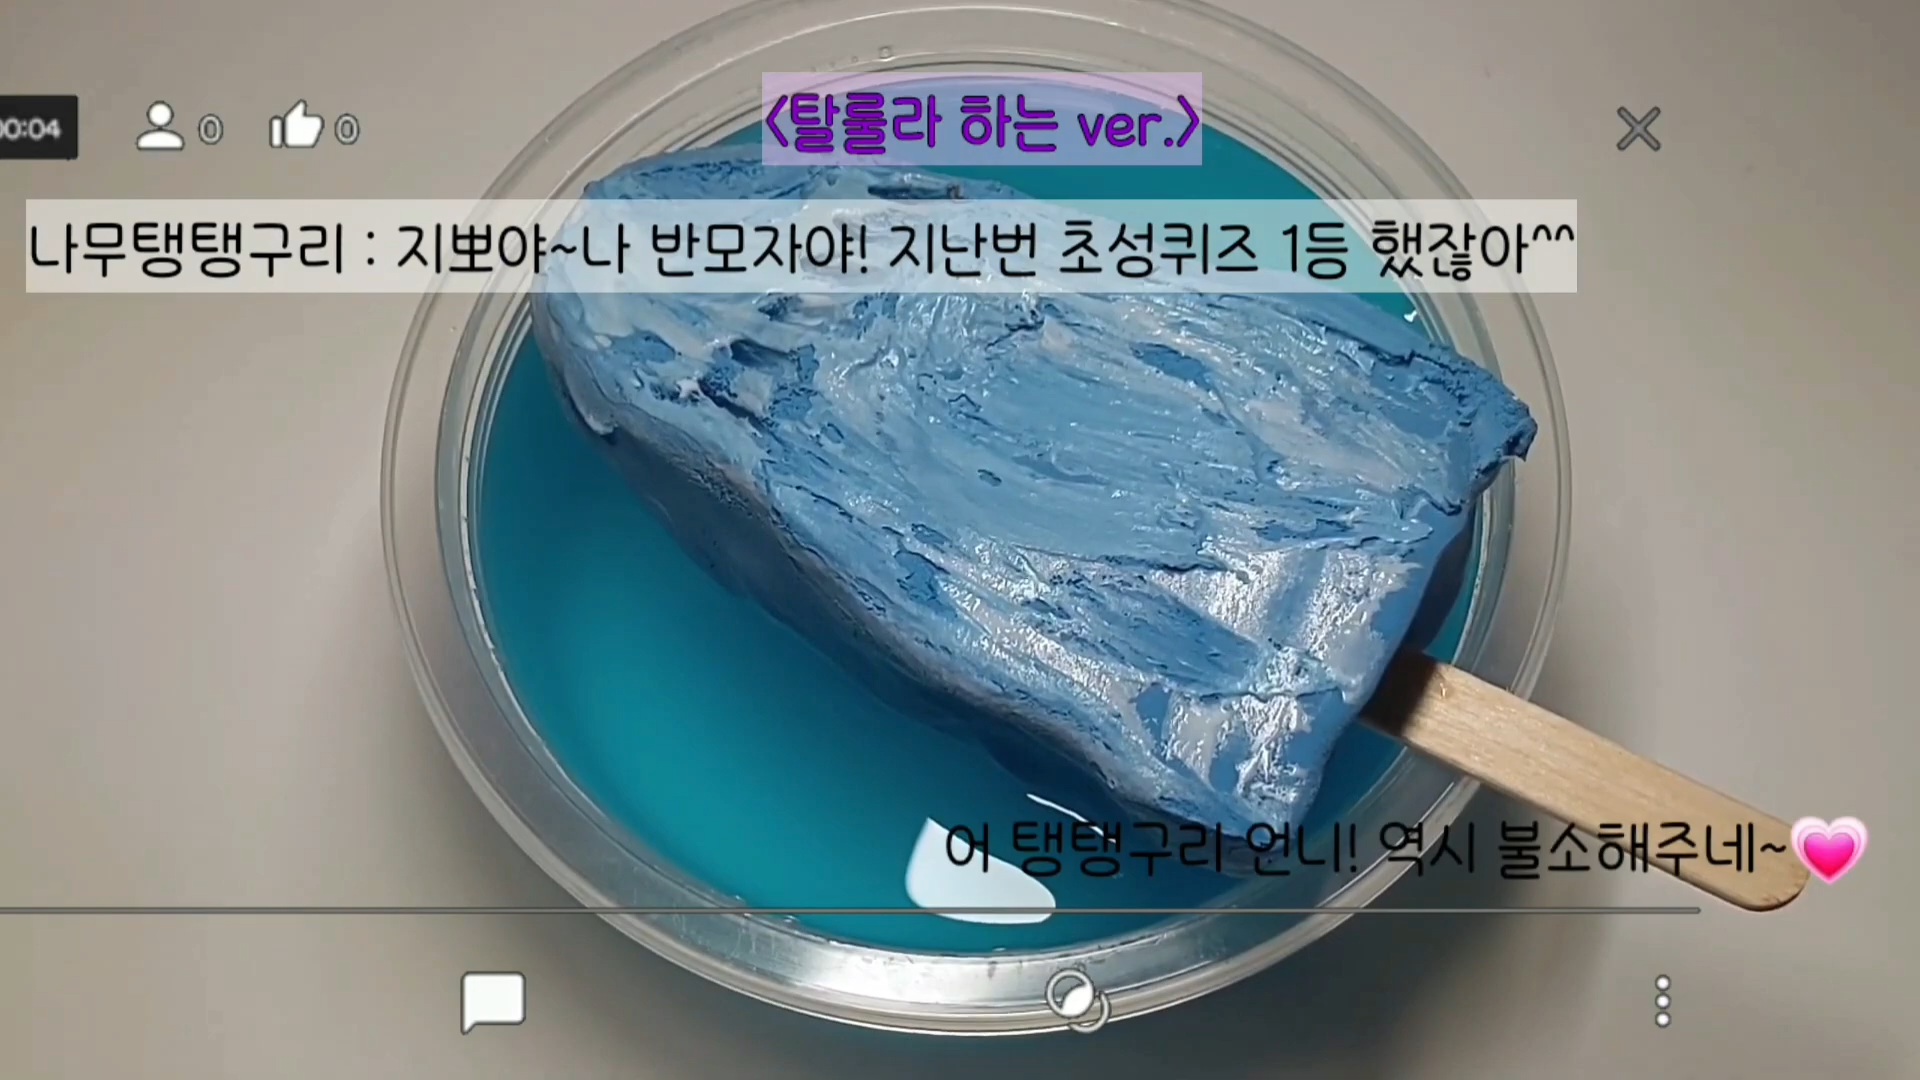 <탈룰라 하는 ver.>
00:04
0
0
나무탱탱구리 : 지뽀야~나 반모자야! 지난번 초성퀴즈 1등 했잖아^^
어 탱탱구리 언니! 역시 불소해주네~💗